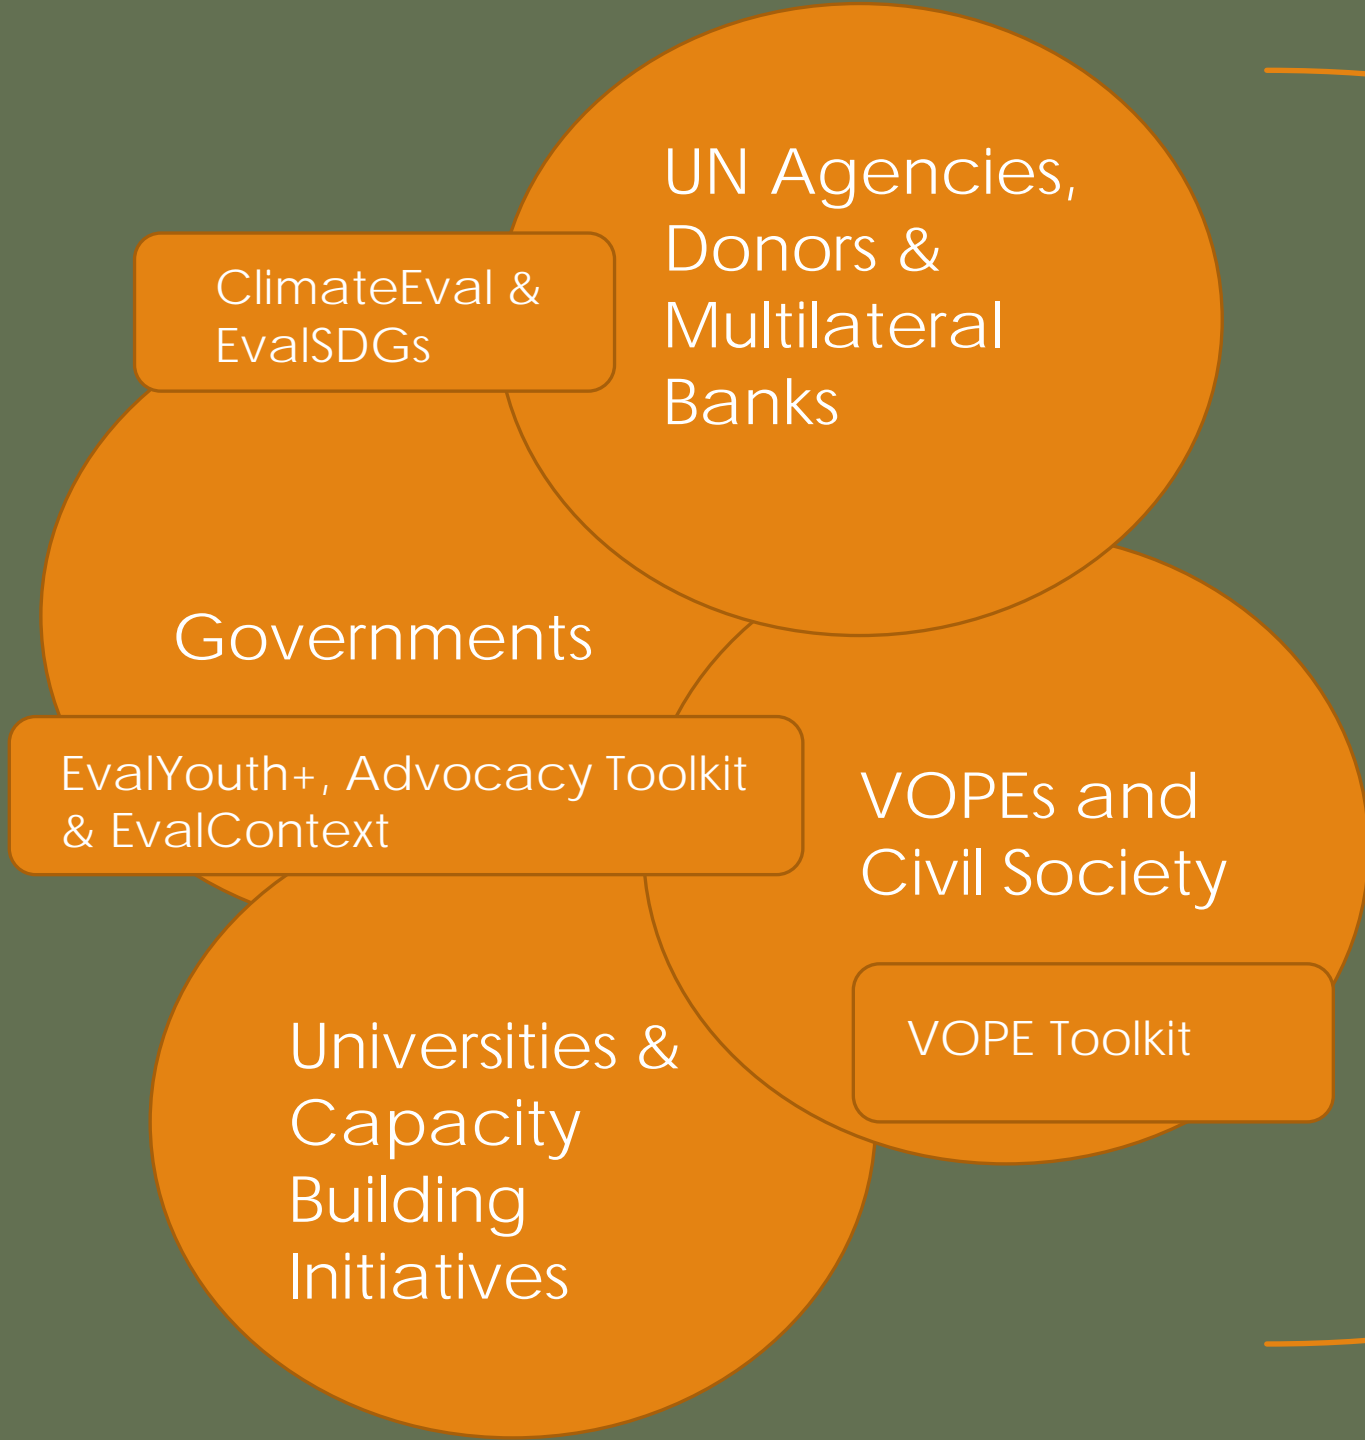 UN Agencies,
Donors &
Multilateral
Banks
ClimateEval &
EvalSDGs
Governments
EvalYouth+, Advocacy Toolkit
& EvalContext
VOPEs and
Civil Society
VOPE Toolkit
Universities &
Capacity
Building
Initiatives